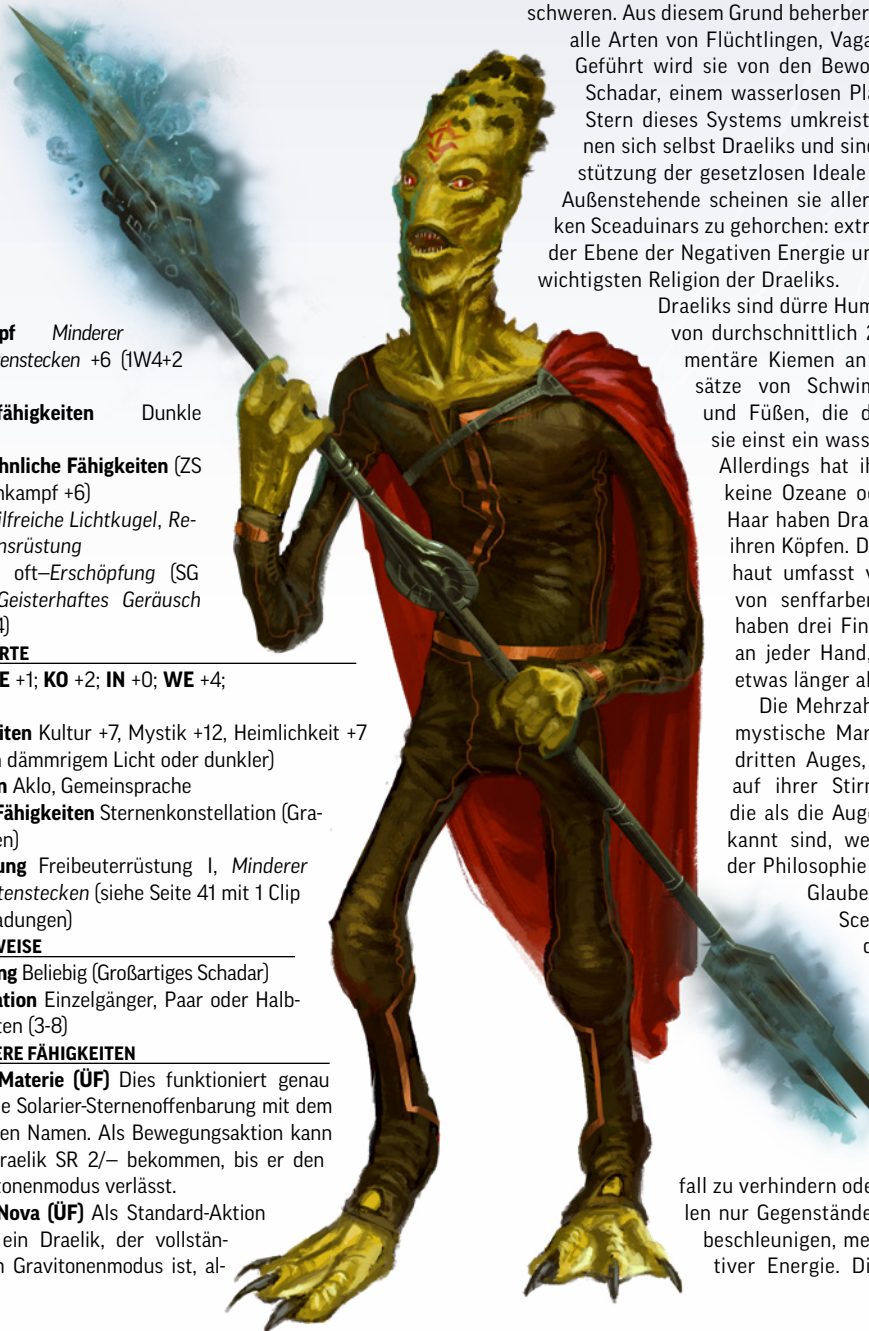 pf Minderer
enstecken +6 (1W4+2
fähigkeiten Dunkle
hnliche Fähigkeiten (ZS
nkampf +6)
ilfreiche Lichtkugel, Re-
nsrüstung
oft—Erschöpfung (SG
Geisterhaftes Geräusch
4)
RTE
E +1; KO +2; IN +0; WE +4;
iten Kultur +7, Mystik +12, Heimlichkeit +7
n dämmrigem Licht oder dunkler)
n Aklo, Gemeinsprache
Fähigkeiten Sternenkonstellation (Gra-
en)
ung Freibeuterrüstung I, Minderer
tenstecken (siehe Seite 41 mit 1 Clip
adungen)
WEISE
ng Beliebig (Großartiges Schadar)
ation Einzelgänger, Paar oder Halb-
ten (3-8)
ERE FÄHIGKEITEN
Materie (ÜF) Dies funktioniert genau
e Solarier-Sternenoffenbarung mit dem
en Namen. Als Bewegungsaktion kann
raelik SR 2/– bekommen, bis er den
tonenmodus verlässt.
Nova (ÜF) Als Standard-Aktion
ein Draelik, der vollstän-
n Gravitonenmodus ist, al-
schweren. Aus diesem Grund beherber
alle Arten von Flüchtlingen, Vaga
Geführt wird sie von den Bewo
Schadar, einem wasserlosen Pla
Stern dieses Systems umkreist
nen sich selbst Draeliks und sind
stützung der gesetzlosen Ideale
Außenstehende scheinen sie aller
ken Sceaduinars zu gehorchen: extr
der Ebene der Negativen Energie un
wichtigsten Religion der Draeliks.
Draeliks sind dürre Hum
von durchschnittlich 2
mentäre Kiemen an
sätze von Schwim
und Füßen, die d
sie einst ein wass
Allerdings hat ih
keine Ozeane od
Haar haben Dra
ihren Köpfen. D
haut umfasst v
von senffarben
haben drei Fin
an jeder Hand,
etwas länger al
Die Mehrzah
mystische Mar
dritten Auges,
auf ihrer Stirn
die als die Auge
kannt sind, we
der Philosophie
Glaube
Sce
fall zu verhindern ode
len nur Gegenstände
beschleunigen, me
tiver Energie. Di